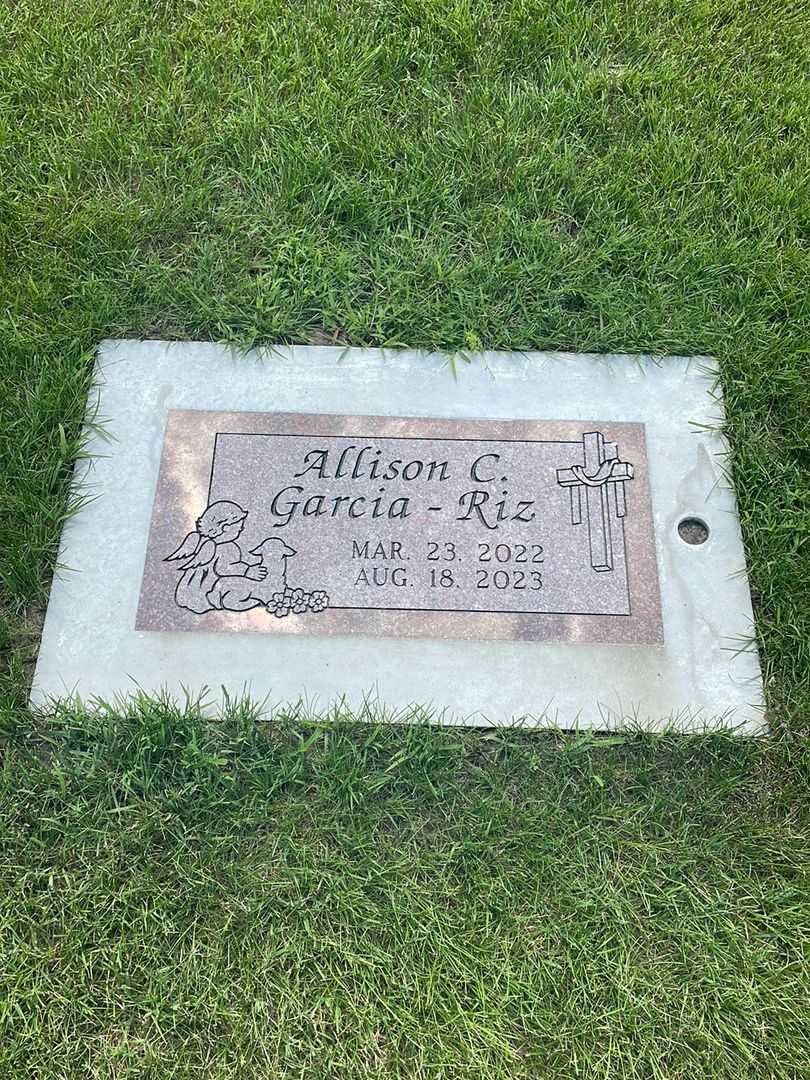 Allison C.
Garcia - Riz
MAR. 23. 2022
AUG. 18. 2023